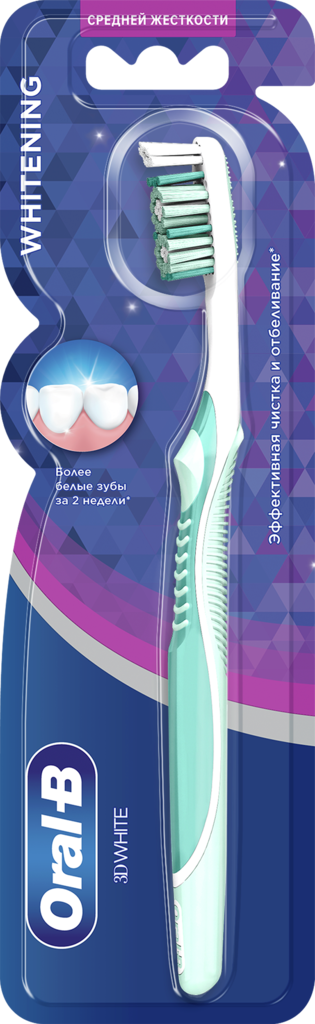 СРЕДНЕЙ ЖЕСТКОСТИ
WHITENING
Эффективная чистка и отбеливание*
Более
белые зубы
за 2 недели*
Oral-B
3D WHITE